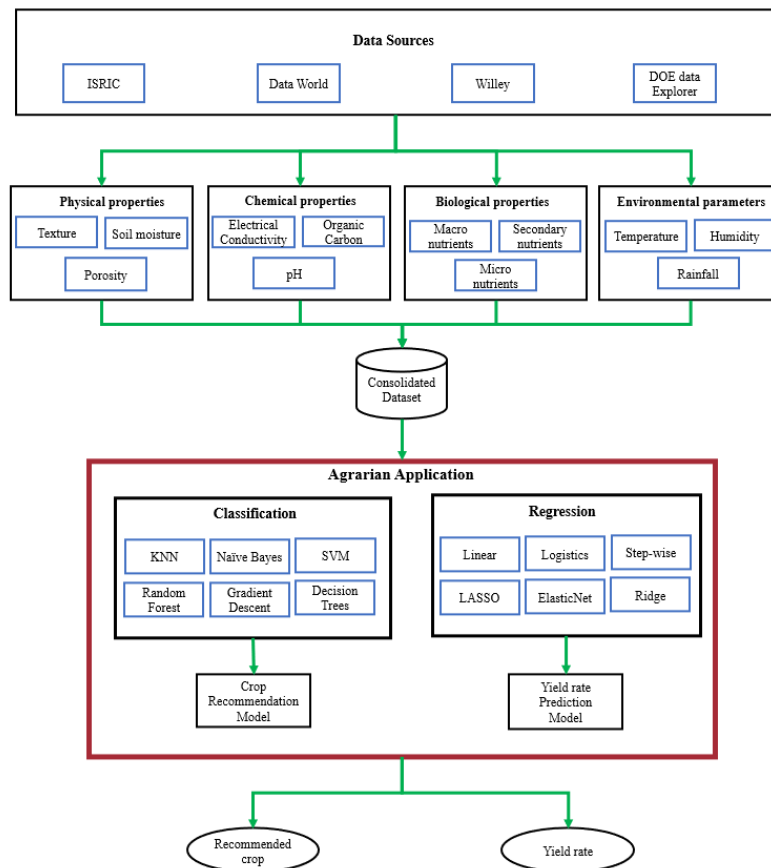 Data Sources
ISRIC
Data World
Willey
DOE data
Explorer
Physical properties
Texture
Soil moisture
Porosity
Chemical properties
Electrical
Conductivity
Organic
Carbon
pH
Biological properties
Macro
nutrients
Secondary
nutrients
Micro
nutrients
Environmental parameters
Temperature
Humidity
Rainfall
Consolidated
Dataset
Agrarian Application
Classification
KNN
Naïve Bayes
SVM
Random
Forest
Gradient
Descent
Decision
Trees
Regression
Linear
Logistics
Step-wise
LASSO
ElasticNet
Ridge
Crop
Recommendation
Model
Yield rate
Prediction
Model
Recommended
crop
Yield rate